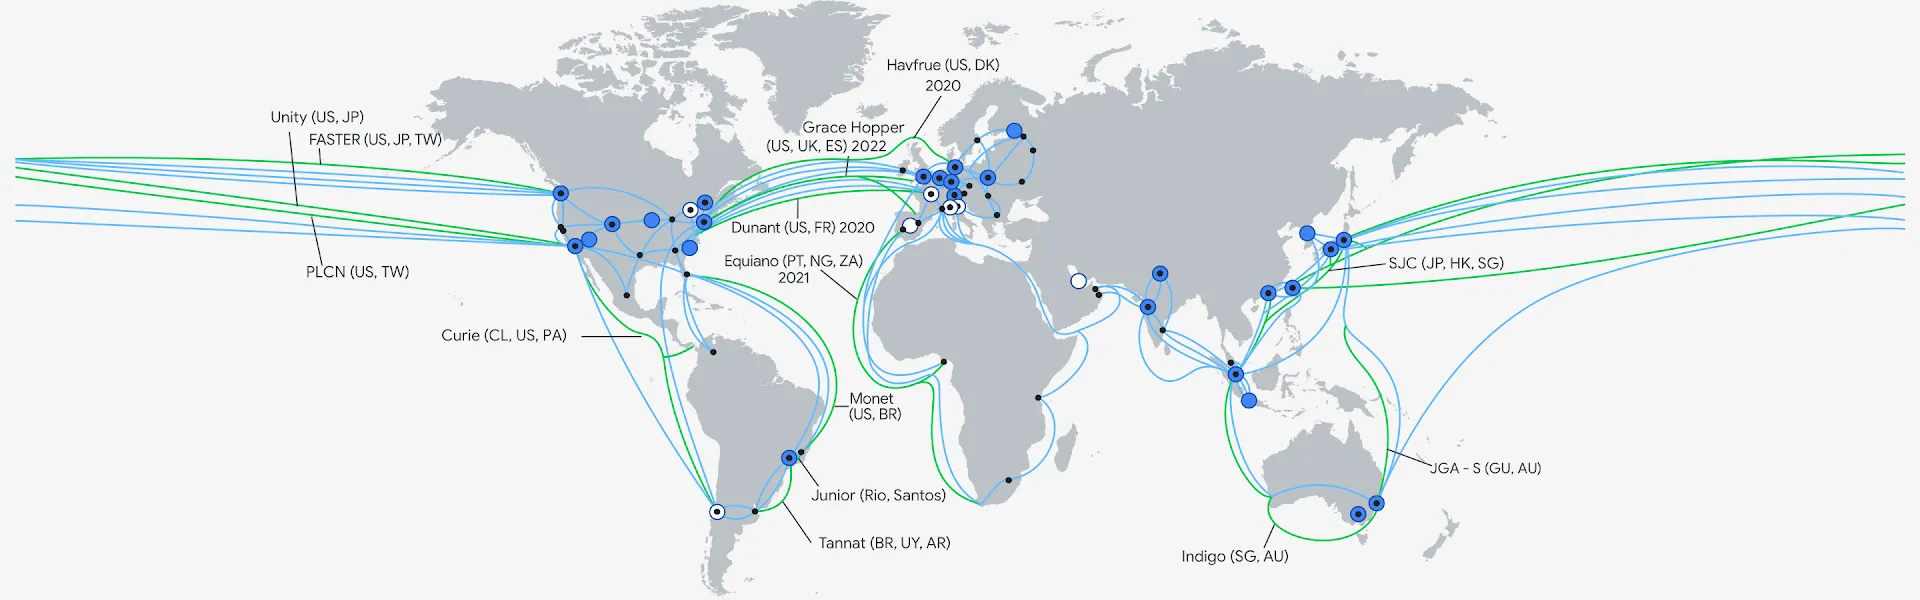 Havfrue (US, DK)
2020
Unity (US, JP)
FASTER (US, JP, TW)
Grace Hopper
(US, UK, ES) 2022
Dunant (US, FR) 2020
Equiano (PT, NG, ZA)
2021
PLCN (US, TW)
SJC (JP, HK, SG)
Curie (CL, US, PA)
Monet
(US, BR)
JGA - S (GU, AU)
Junior (Rio, Santos)
Tannat (BR, UY, AR)
Indigo (SG, AU)